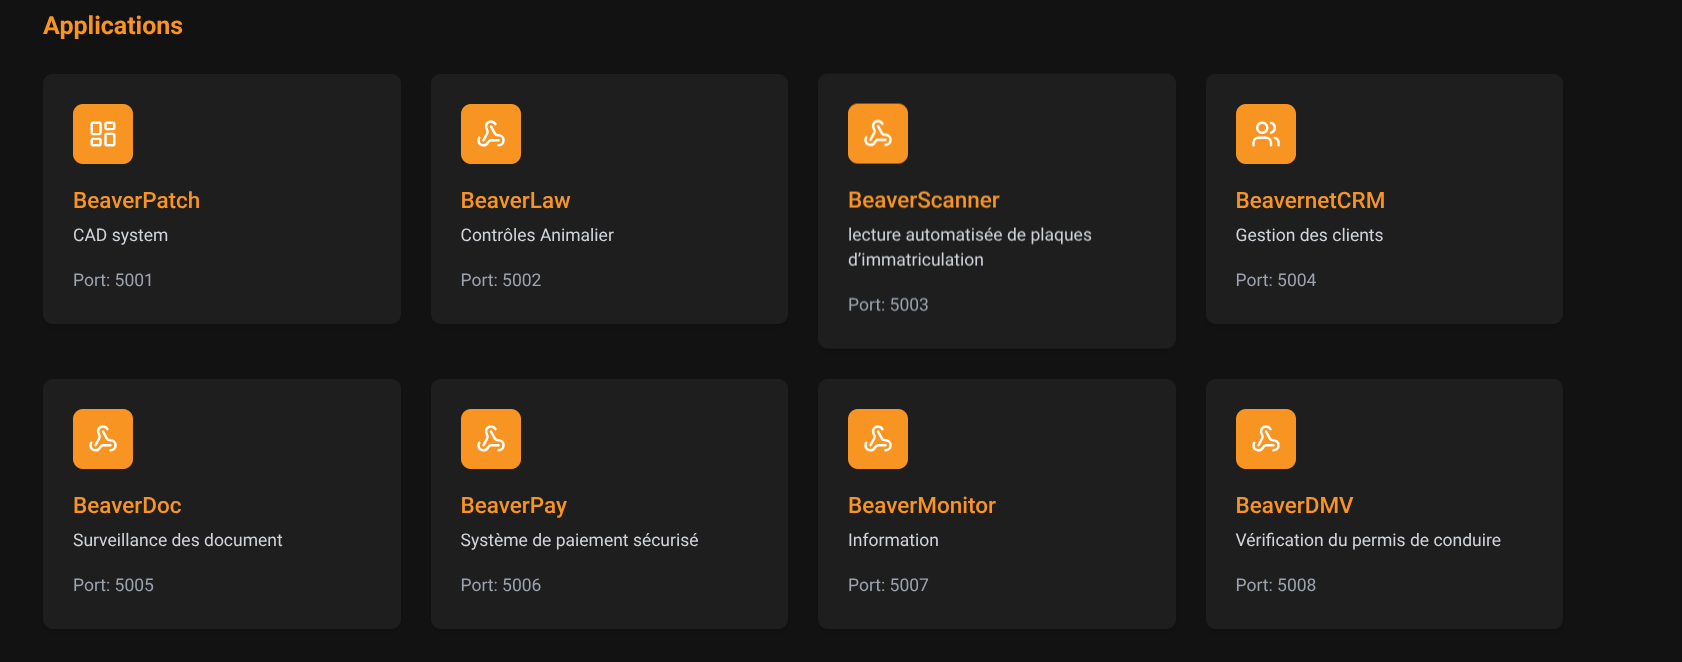 Applications
BeaverPatch
CAD system
Port: 5001
BeaverLaw
Contrôles Animalier
Port: 5002
BeaverScanner
lecture automatisée de plaques
d’immatriculation
Port: 5003
BeavernetCRM
Gestion des clients
Port: 5004
BeaverDoc
Surveillance des document
Port: 5005
BeaverPay
Système de paiement sécurisé
Port: 5006
BeaverMonitor
Information
Port: 5007
BeaverDMV
Vérification du permis de conduire
Port: 5008